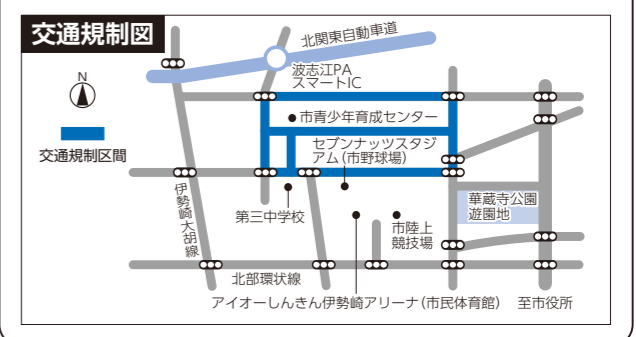 交通規制図
北関東自動車道
N
波志江PA
スマートIC
市青少年育成センター
交通規制区間
セブンナッツスタジ
アム(市野球場)
伊勢崎大胡線
第三中学校
華蔵寺公園
遊園地
市陸上
競技場
北部環状線
アイオーしんきん伊勢崎アリーナ(市民体育館)
至市役所